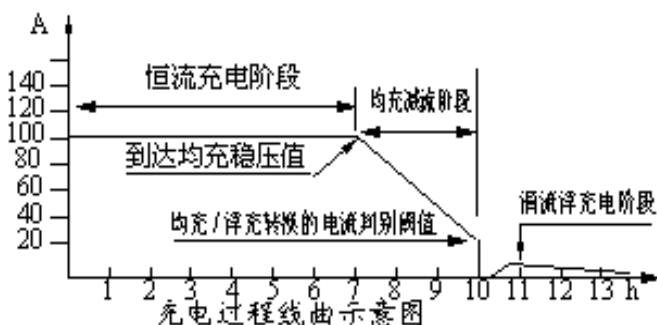 A
恒流充电阶段
均充减流阶段
140
120
100
80
60
40
20
到达均充稳压值
均充/浮充转换的电流判别阈值
涓流浮充电阶段
1 2 3 4 5 6 7 8 9 10 11 12 13 h
充电过程线曲示意图